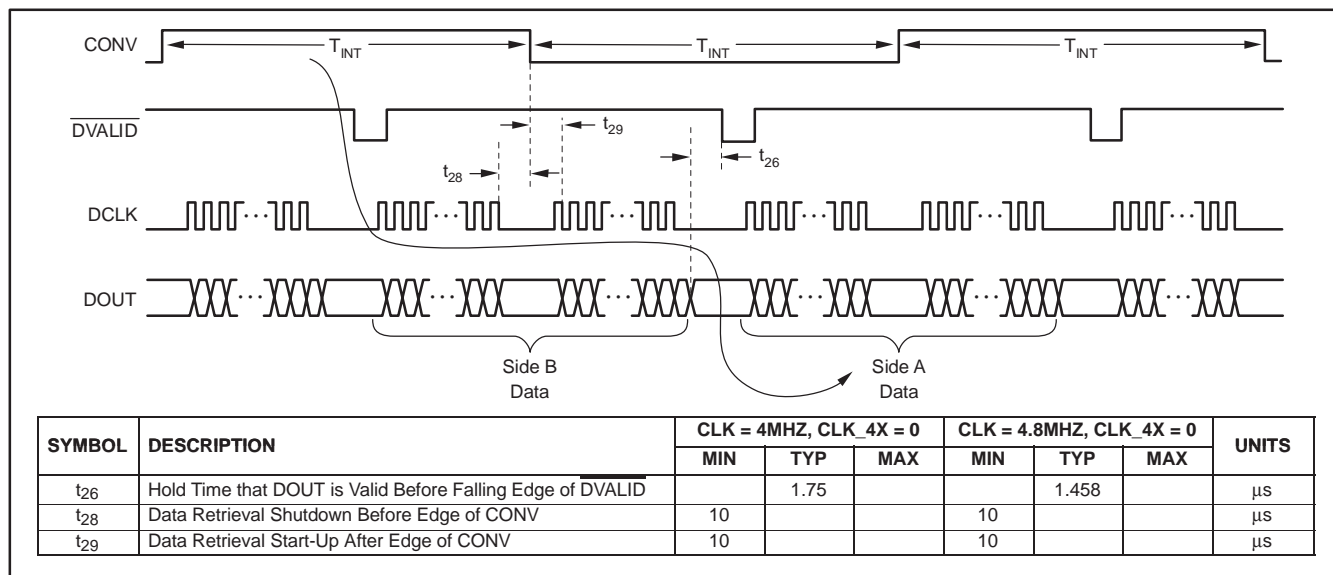 CONV
T_INT T_INT T_INT
DVALID
t29
t26
t28
DCLK
··· ··· ··· ··· ··· ···
DOUT
··· ··· ··· ··· ··· ···
Side B Data
Side A Data
SYMBOL DESCRIPTION CLK = 4MHZ, CLK_4X = 0 CLK = 4.8MHZ, CLK_4X = 0 UNITS
MIN TYP MAX MIN TYP MAX
t26 Hold Time that DOUT is Valid Before Falling Edge of DVALID 1.75 1.458 μs
t28 Data Retrieval Shutdown Before Edge of CONV 10 10 μs
t29 Data Retrieval Start-Up After Edge of CONV 10 10 μs